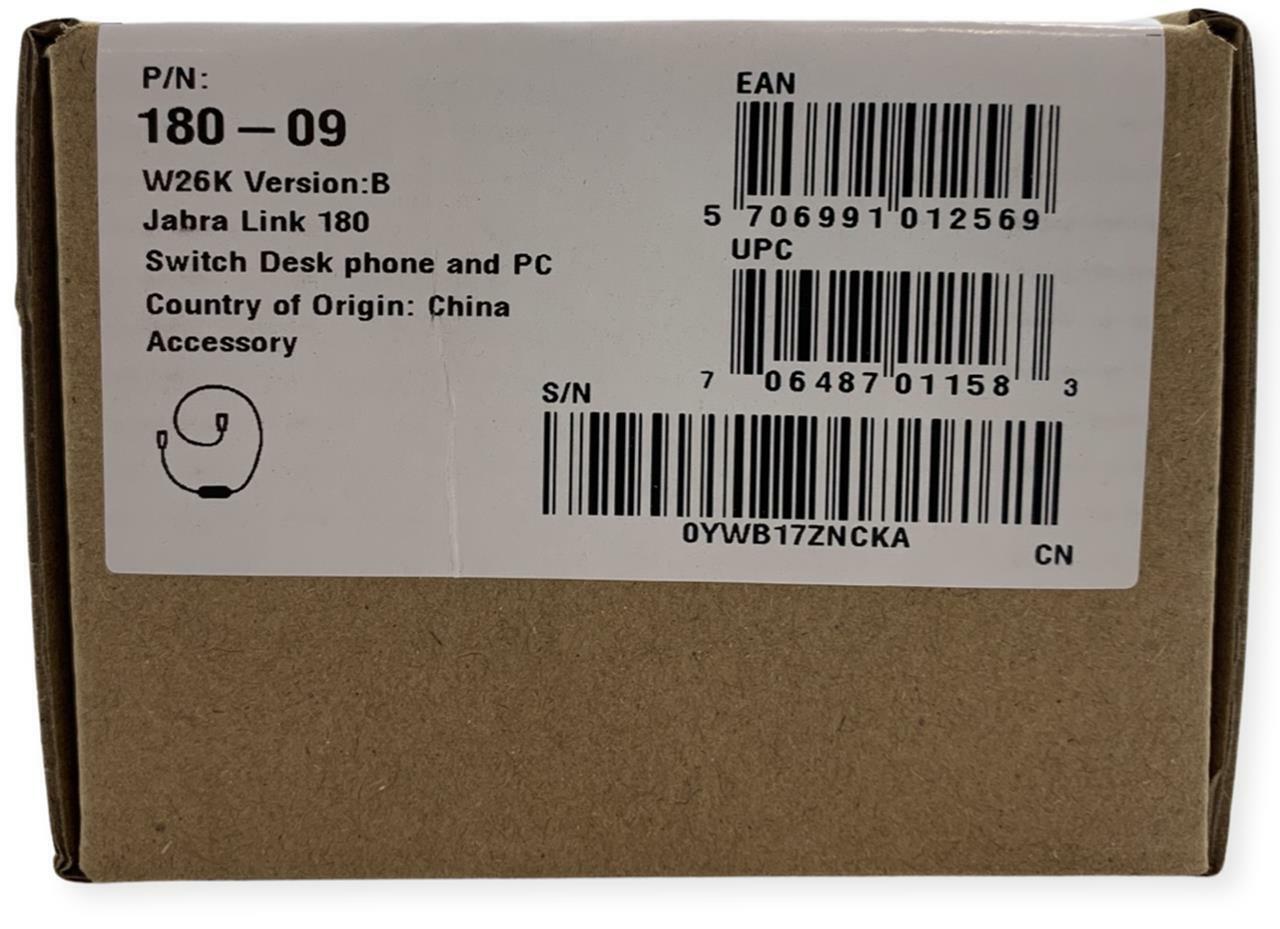 P/N:
180-09
W26K Version:B
Jabra Link 180
Switch Desk phone and PC
Country of Origin: China
Accessory
EAN
5 706991 012569
UPC
7 06487 01158 3
S/N
0YWB17ZNCKA
CN